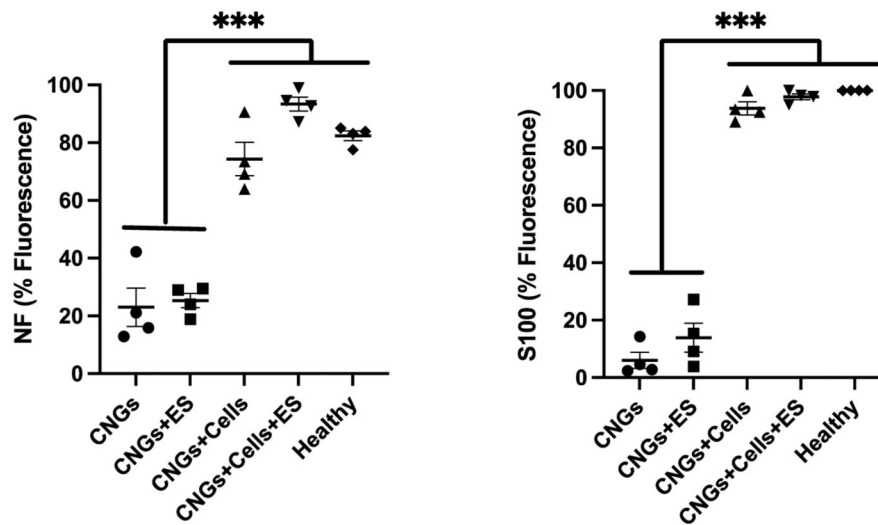 ***
NF (% Fluorescence)
100
80
60
40
20
0
CNGs
CNGs+ES
CNGs+Cells
CNGs+Cells+ES
Healthy
***
S100 (% Fluorescence)
100
80
60
40
20
0
CNGs
CNGs+ES
CNGs+Cells
CNGs+Cells+ES
Healthy